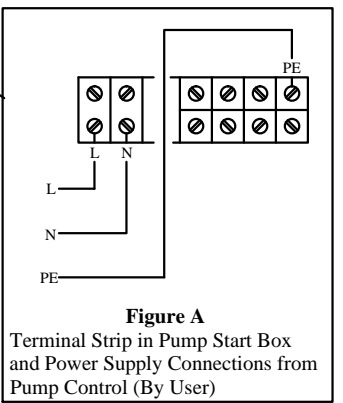 PE
L N
L
N
PE
Figure A
Terminal Strip in Pump Start Box
and Power Supply Connections from
Pump Control (By User)